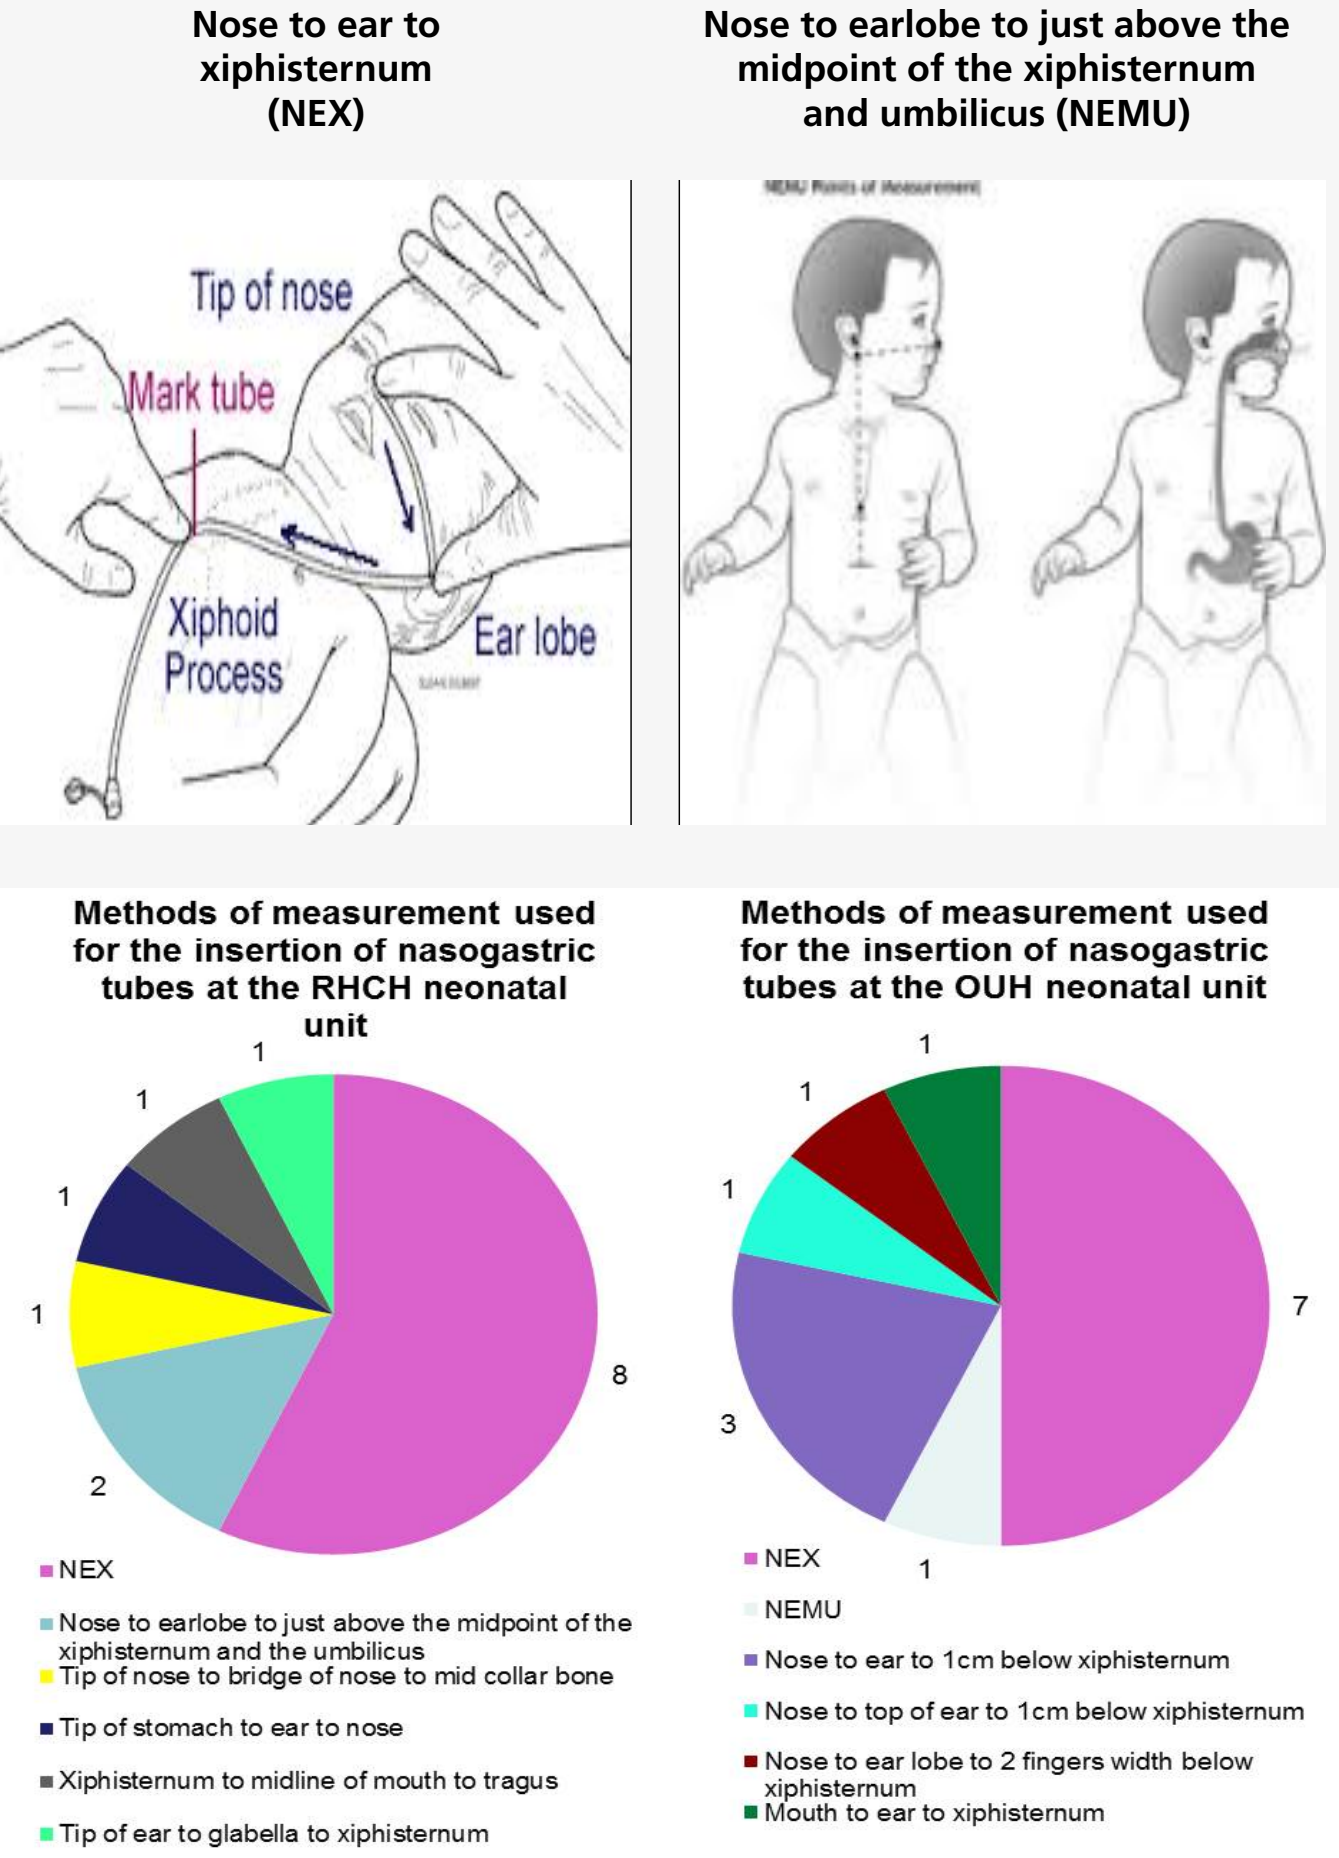 Nose to ear to
xiphisternum
(NEX)
Nose to earlobe to just above the
midpoint of the xiphisternum
and umbilicus (NEMU)
Tip of nose
Mark tube
Xiphoid
Process
Ear lobe
NEMU Points of Measurement
Methods of measurement used
for the insertion of nasogastric
tubes at the RHCH neonatal
unit
1
1
1
1
2
8
NEX
Nose to earlobe to just above the midpoint of the
xiphisternum and the umbilicus
Tip of nose to bridge of nose to mid collar bone
Tip of stomach to ear to nose
Xiphisternum to midline of mouth to tragus
Tip of ear to glabella to xiphisternum
Methods of measurement used
for the insertion of nasogastric
tubes at the OUH neonatal unit
1
1
1
3
1
7
NEX
NEMU
Nose to ear to 1cm below xiphisternum
Nose to top of ear to 1cm below xiphisternum
Nose to ear lobe to 2 fingers width below
xiphisternum
Mouth to ear to xiphisternum